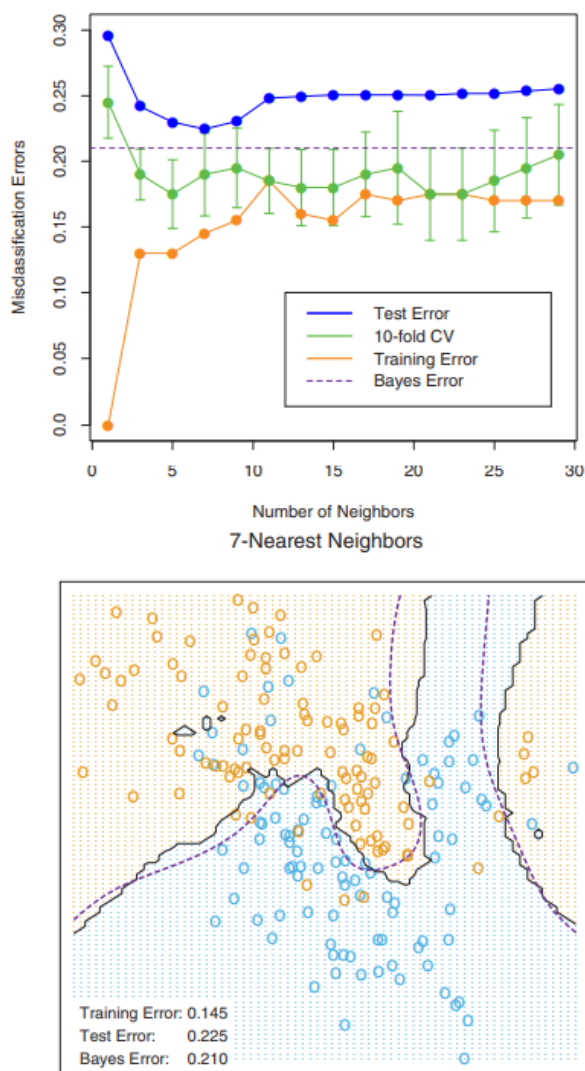 0.30
0.25
0.20
0.15
0.10
0.05
0.0
Misclassification Errors
Test Error
10-fold CV
Training Error
Bayes Error
0 5 10 15 20 25 30
Number of Neighbors
7-Nearest Neighbors
Training Error: 0.145
Test Error: 0.225
Bayes Error: 0.210